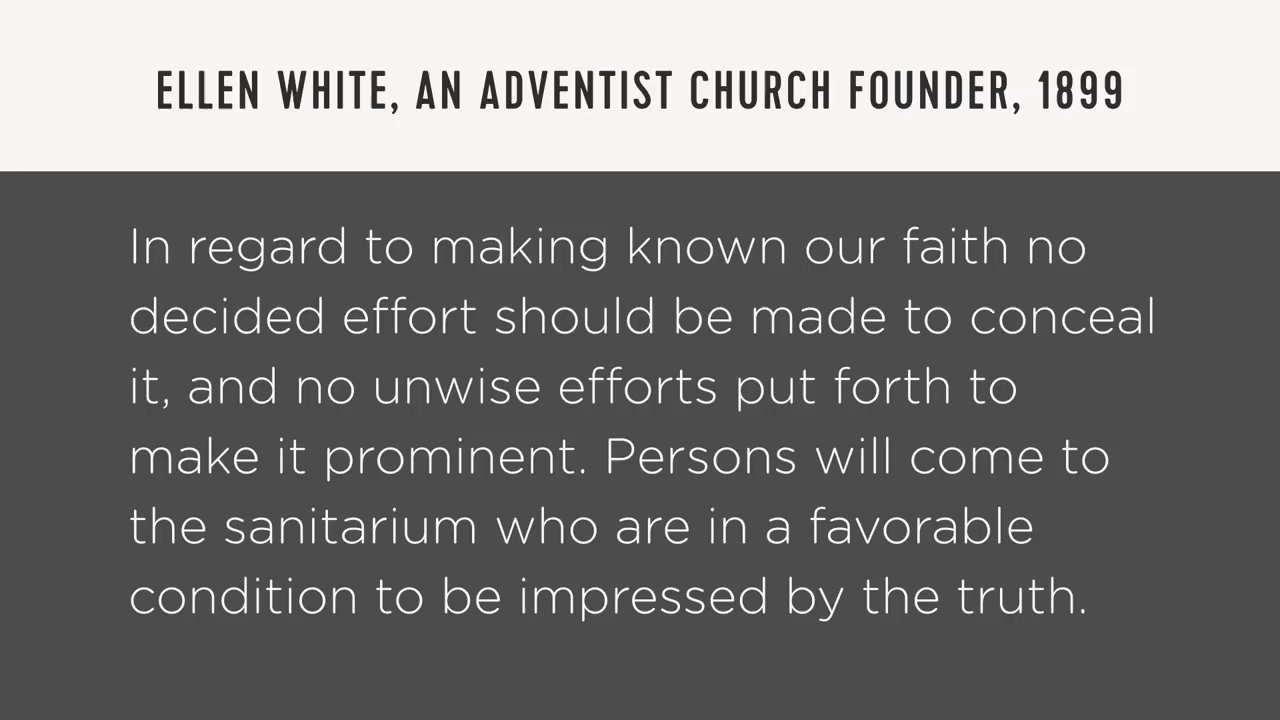 ELLEN WHITE, AN ADVENTIST CHURCH FOUNDER, 1899
In regard to making known our faith no
decided effort should be made to conceal
it, and no unwise efforts put forth to
make it prominent. Persons will come to
the sanitarium who are in a favorable
condition to be impressed by the truth.